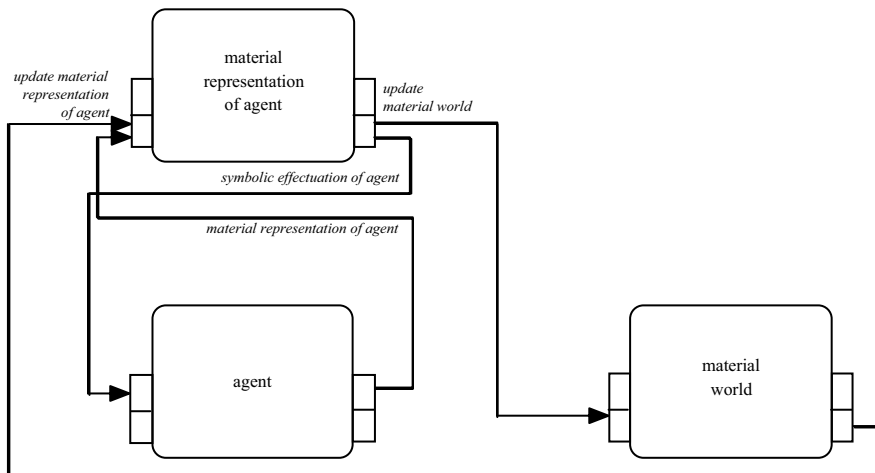 material
representation
of agent
update material
representation
of agent
update
material world
symbolic effectuation of agent
material representation of agent
agent
material
world